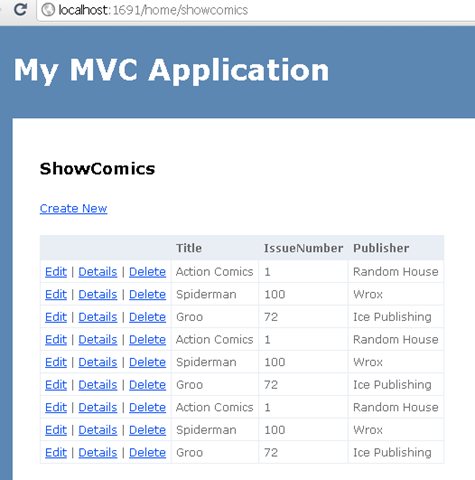 localhost:1691/home/showcomics
My MVC Application
ShowComics
Create New
Title IssueNumber Publisher
Edit | Details | Delete Action Comics 1 Random House
Edit | Details | Delete Spiderman 100 Wrox
Edit | Details | Delete Groo 72 Ice Publishing
Edit | Details | Delete Action Comics 1 Random House
Edit | Details | Delete Spiderman 100 Wrox
Edit | Details | Delete Groo 72 Ice Publishing
Edit | Details | Delete Action Comics 1 Random House
Edit | Details | Delete Spiderman 100 Wrox
Edit | Details | Delete Groo 72 Ice Publishing